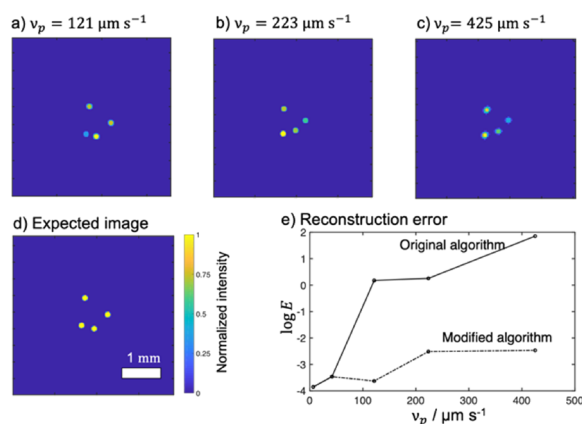 a) νₚ = 121 μm s⁻¹
b) νₚ = 223 μm s⁻¹
c) νₚ= 425 μm s⁻¹
d) Expected image
1 mm
1
0.75
0.5
0.25
0
Normalized intensity
e) Reconstruction error
2
1
0
-1
-2
-3
-4
log E
Original algorithm
Modified algorithm
0 100 200 300 400 500
νₚ / μm s⁻¹